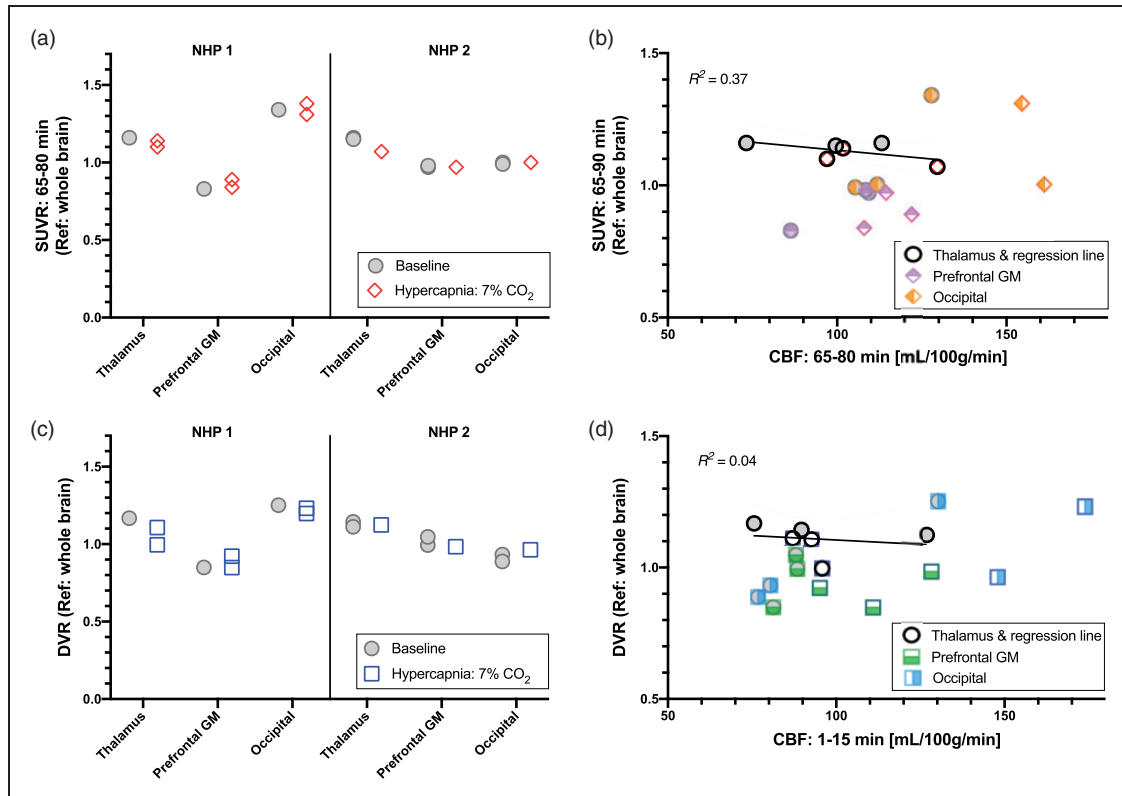 (a)
NHP 1
NHP 2
SUVR: 65-80 min
(Ref: whole brain)
1.5
1.0
0.5
0.0
Baseline
Hypercapnia: 7% CO₂
Thalamus
Prefrontal GM
Occipital
Thalamus
Prefrontal GM
Occipital
(b)
R² = 0.37
SUVR: 65-90 min
(Ref: whole brain)
1.5
1.0
0.5
Thalamus & regression line
Prefrontal GM
Occipital
50
100
150
CBF: 65-80 min [mL/100g/min]
(c)
NHP 1
NHP 2
DVR (Ref: whole brain)
1.5
1.0
0.5
0.0
Baseline
Hypercapnia: 7% CO₂
Thalamus
Prefrontal GM
Occipital
Thalamus
Prefrontal GM
Occipital
(d)
R² = 0.04
DVR (Ref: whole brain)
1.5
1.0
0.5
Thalamus & regression line
Prefrontal GM
Occipital
50
100
150
CBF: 1-15 min [mL/100g/min]